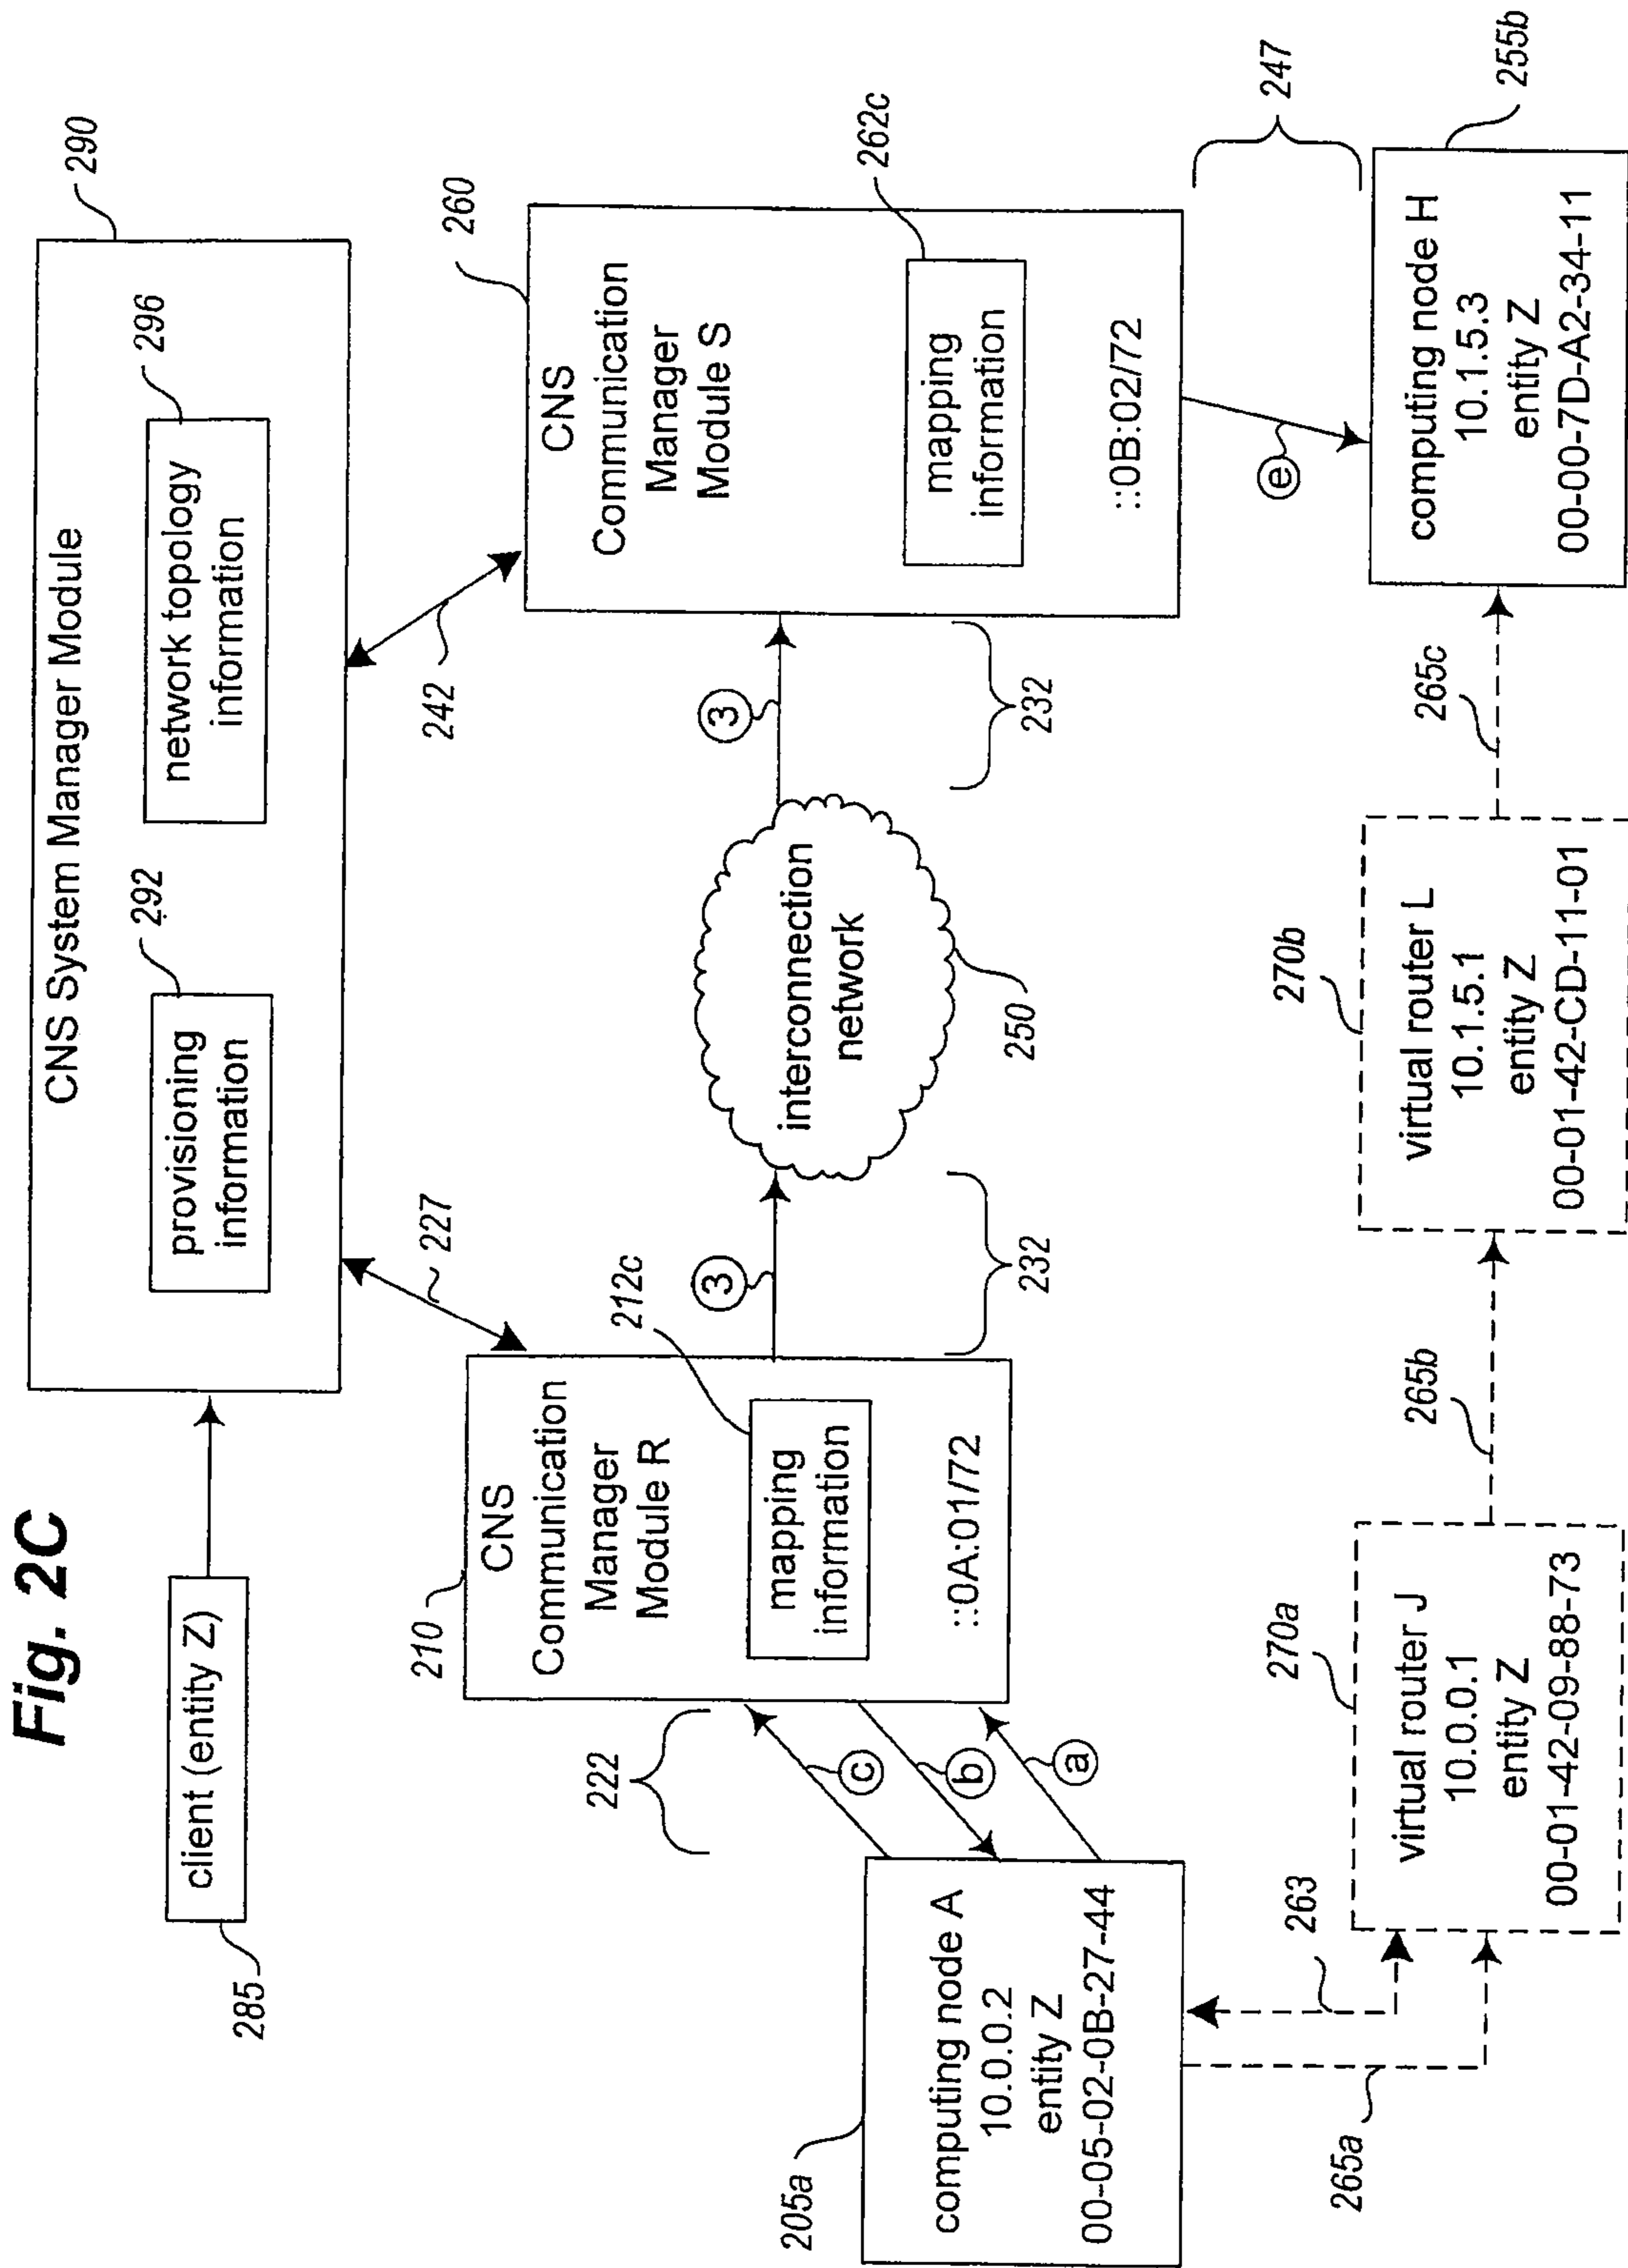 Fig. 2C
CNS System Manager Module
290
client (entity Z)
285
provisioning
information
292
network topology
information
296
227
242
CNS
Communication
Manager
Module R
210
mapping
information
212c
::0A:01/72
3
232
interconnection
network
250
3
232
CNS
Communication
Manager
Module S
260
mapping
information
262c
::0B:02/72
222
c
b
a
e
247
computing node A
10.0.0.2
entity Z
00-05-02-0B-27-44
205a
263
265a
virtual router J
10.0.0.1
entity Z
00-01-42-09-88-73
270a
265b
virtual router L
10.1.5.1
entity Z
00-01-42-CD-11-01
270b
265c
computing node H
10.1.5.3
entity Z
00-00-7D-A2-34-11
255b